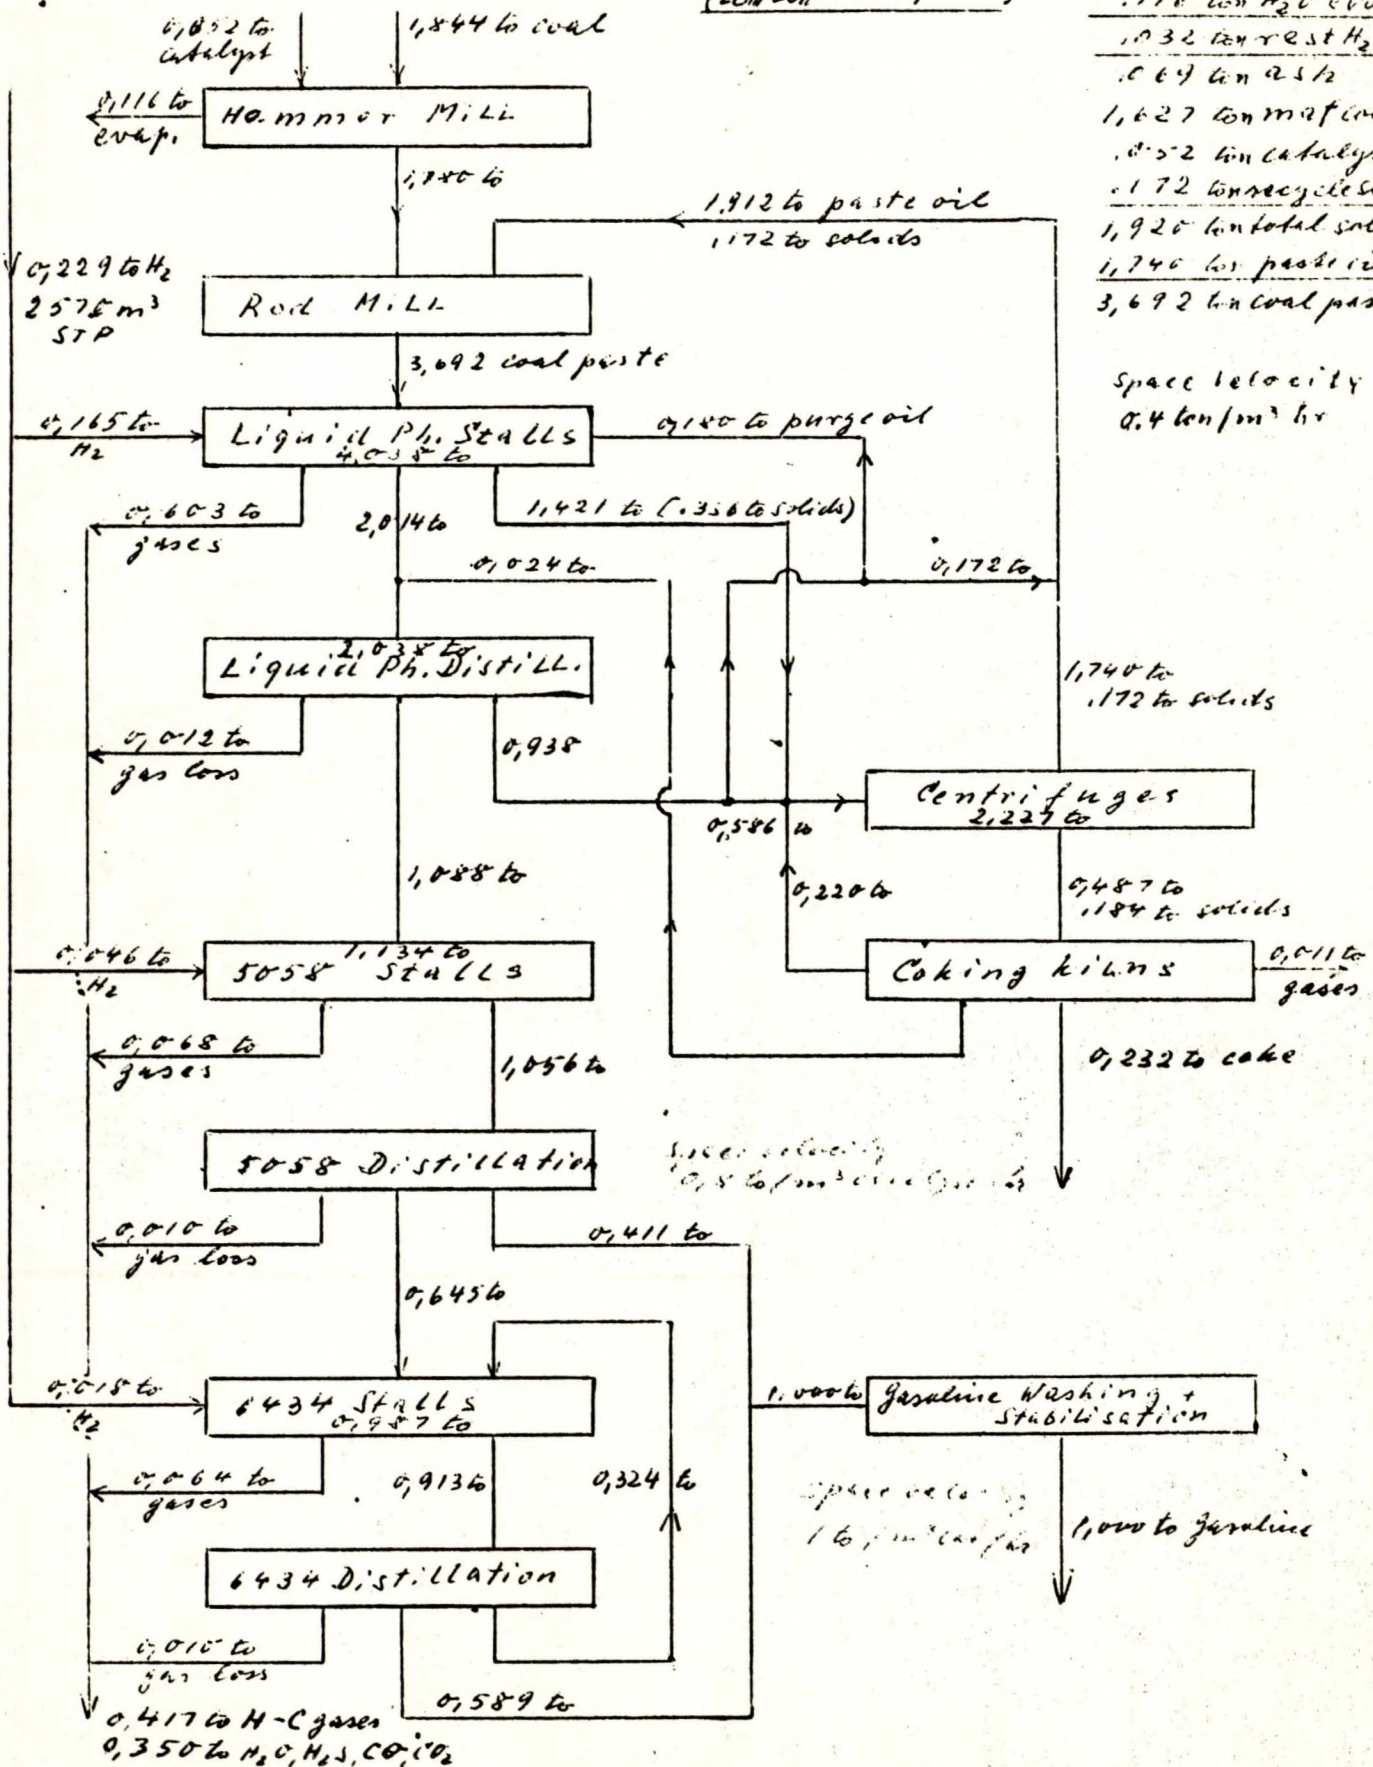 0,052 to
catalyst
1,844 to coal
0,116 to
evap.
Hammer Mill
1,780 to
1,912 to paste oil
,172 to solids
0,229 to H2
2575 m³
STP
Rod Mill
3,692 coal paste
0,165 to
H2
Liquid Ph. Stalls
4,038 to
0,180 to purge oil
0,603 to
gases
2,014 to
1,421 to (.356 to solids)
0,024 to
0,172 to
2,038 to
Liquid Ph. Distill.
0,012 to
gas loss
0,938
1,740 to
.172 to solids
Centrifuges
2,227 to
0,586 to
1,088 to
0,220 to
0,487 to
.184 to solids
0,046 to
H2
1,134 to
5058 Stalls
Coking kilns
0,011 to
gases
0,068 to
gases
1,056 to
0,232 to coke
5058 Distillation
space velocity
0,010 to
gas loss
0,411 to
0,645 to
0,018 to
H2
6434 Stalls
0,987 to
1,000 to
Gasoline Washing +
Stabilisation
0,064 to
gases
0,913 to
0,324 to
space velocity
1,000 to gasoline
6434 Distillation
0,010 to
gas loss
0,589 to
0,417 to H-C gases
0,350 to H2O, H2S, CO, CO2
.032 ton rest H2
.069 ton ash
1,627 ton maf
.052 ton
.172 ton recycle
1,920 ton total
1,740 ton paste
3,692 ton coal
space velocity
0.4 ton/m³ hr